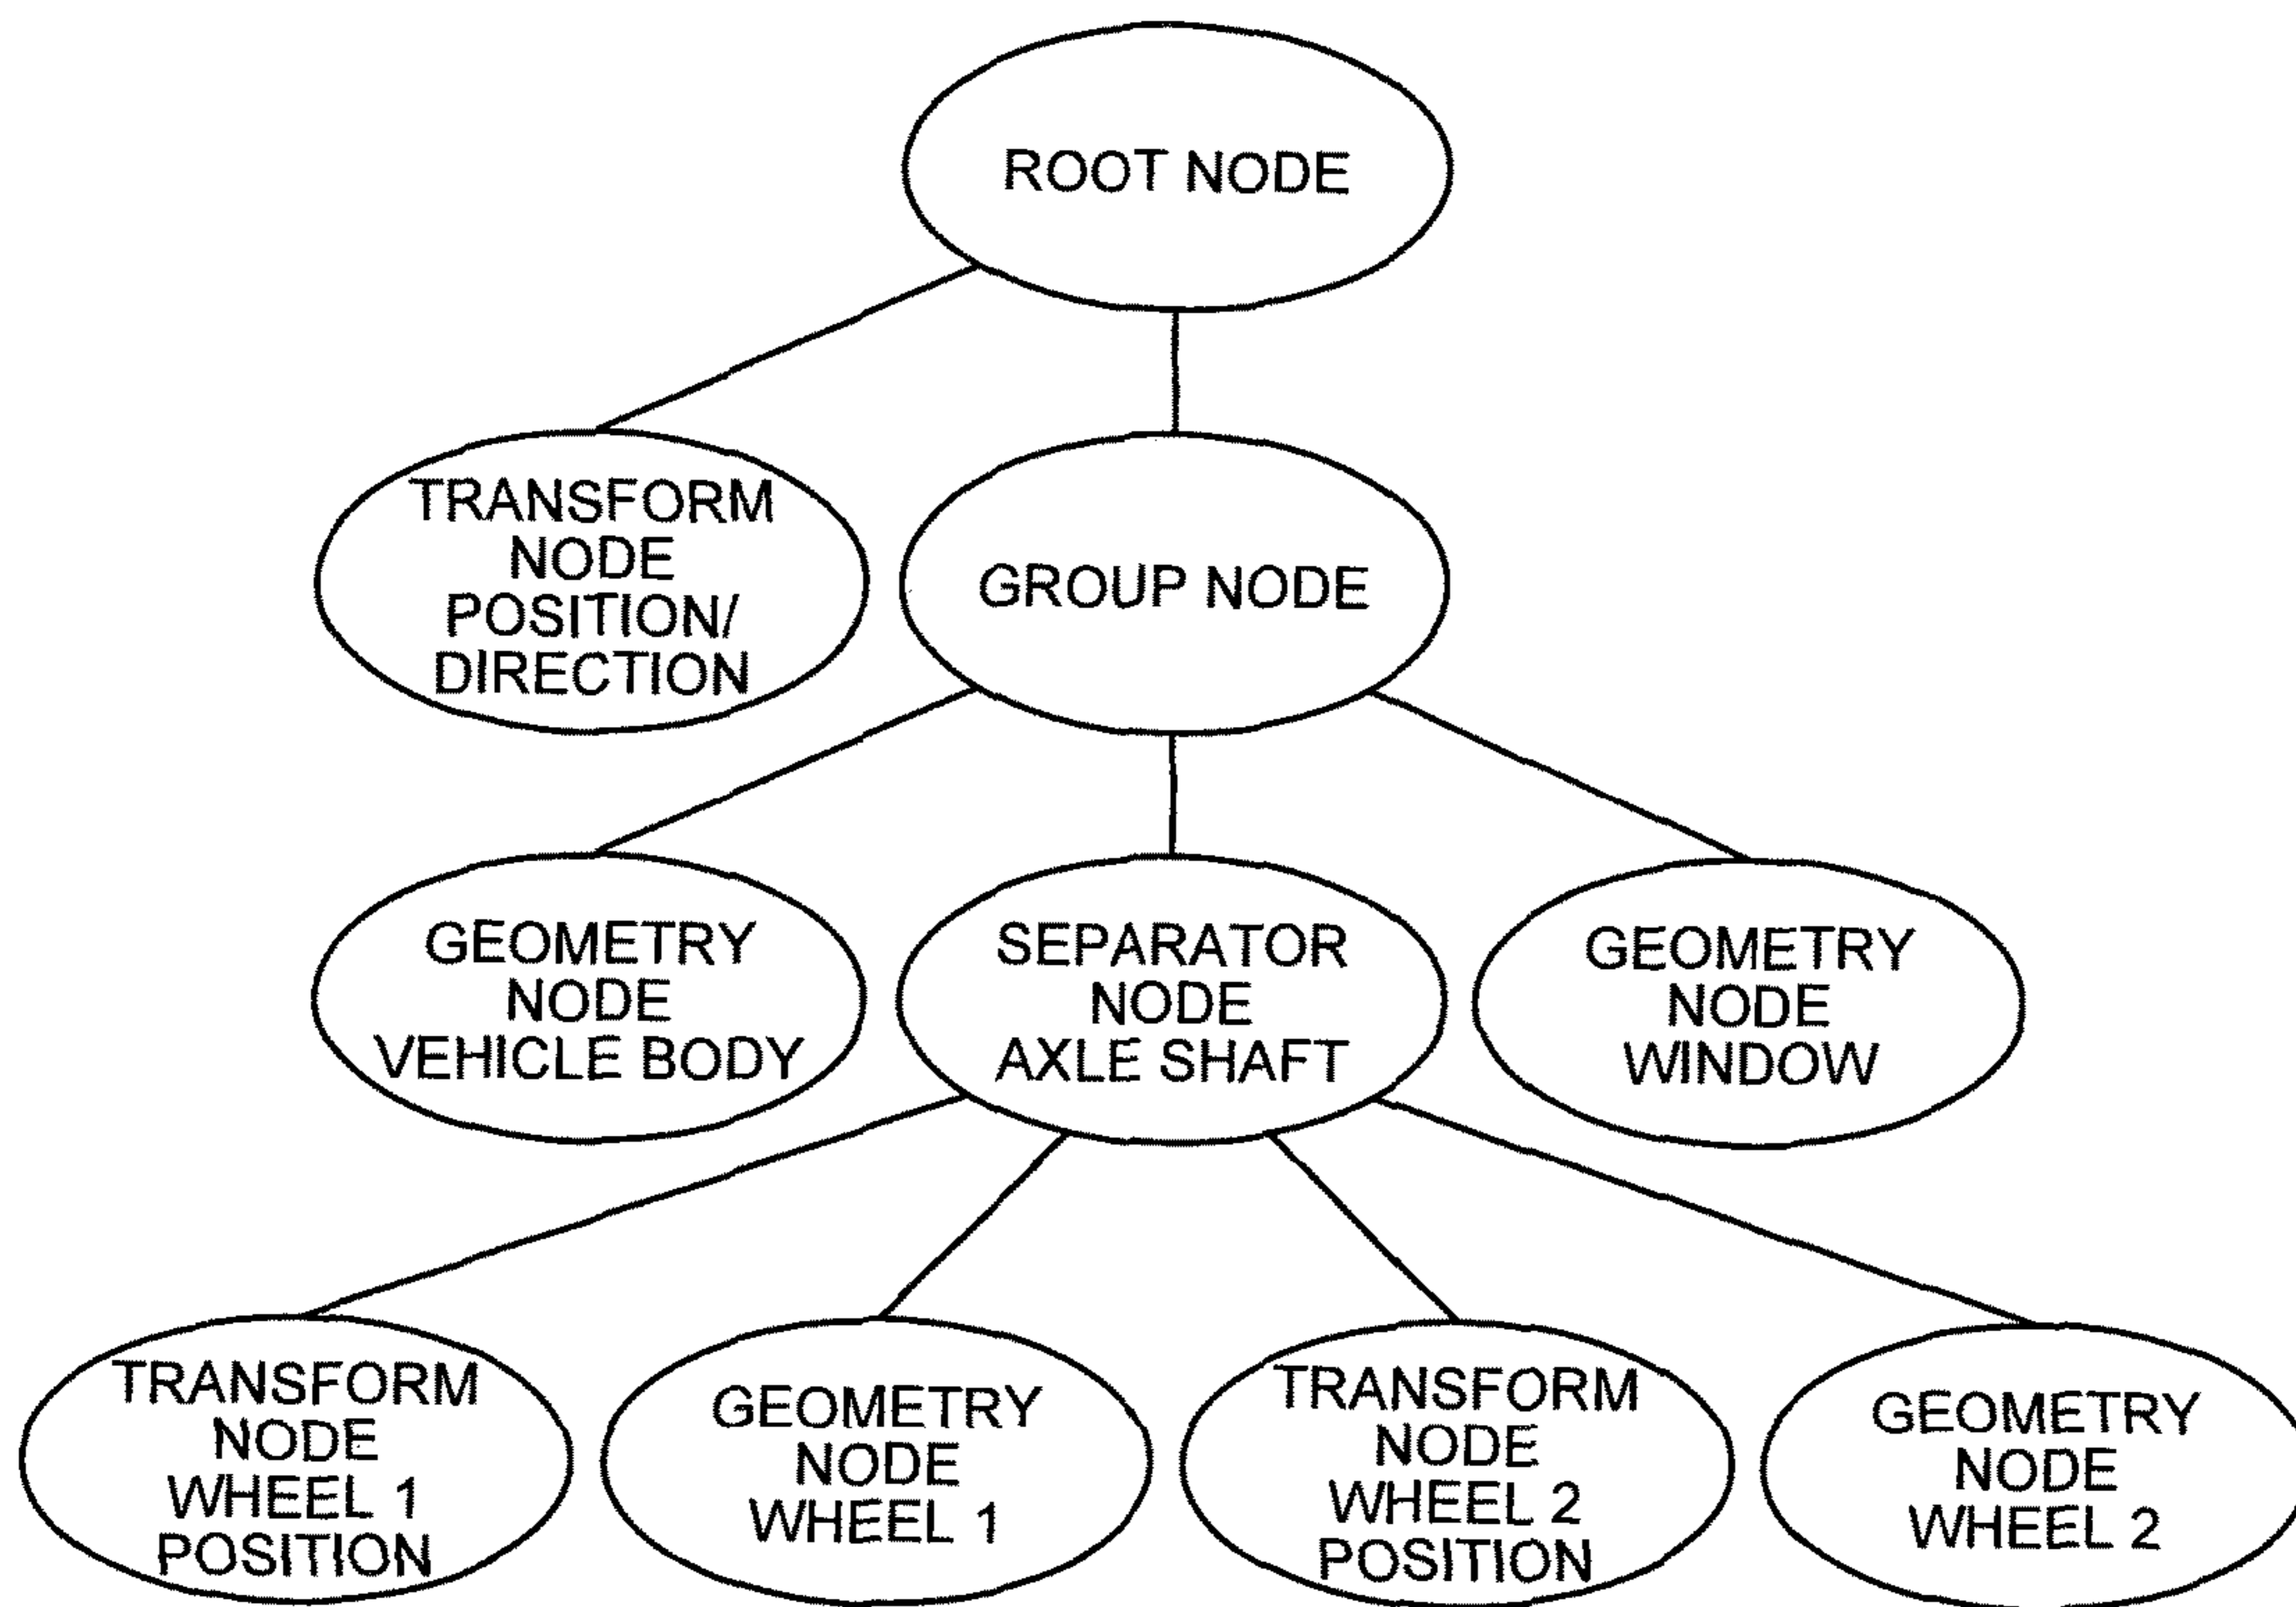 ROOT NODE
TRANSFORM
NODE
POSITION/
DIRECTION
GROUP NODE
GEOMETRY
NODE
VEHICLE BODY
SEPARATOR
NODE
AXLE SHAFT
GEOMETRY
NODE
WINDOW
TRANSFORM
NODE
WHEEL 1
POSITION
GEOMETRY
NODE
WHEEL 1
TRANSFORM
NODE
WHEEL 2
POSITION
GEOMETRY
NODE
WHEEL 2